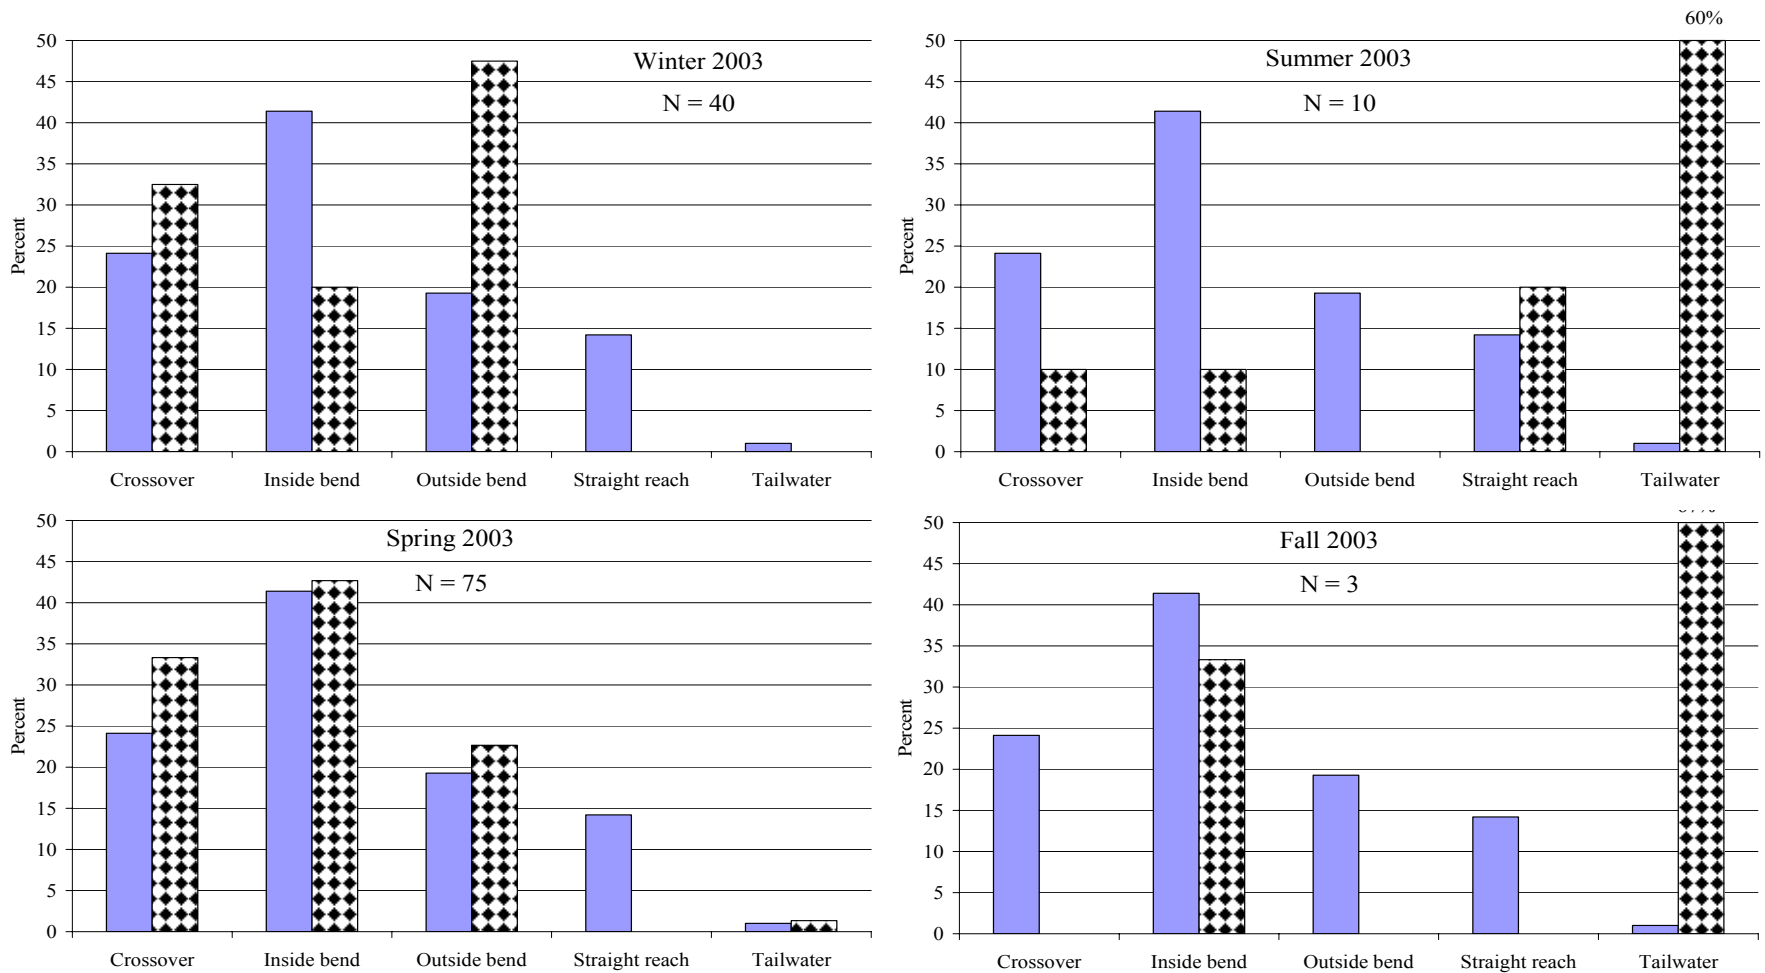 60%
50
45
40
35
30
25
20
15
10
5
0
Percent
Winter 2003
N = 40
Crossover
Inside bend
Outside bend
Straight reach
Tailwater
50
45
40
35
30
25
20
15
10
5
0
Percent
Summer 2003
N = 10
Crossover
Inside bend
Outside bend
Straight reach
Tailwater
50
45
40
35
30
25
20
15
10
5
0
Percent
Spring 2003
N = 75
Crossover
Inside bend
Outside bend
Straight reach
Tailwater
50
45
40
35
30
25
20
15
10
5
0
Percent
Fall 2003
N = 3
Crossover
Inside bend
Outside bend
Straight reach
Tailwater